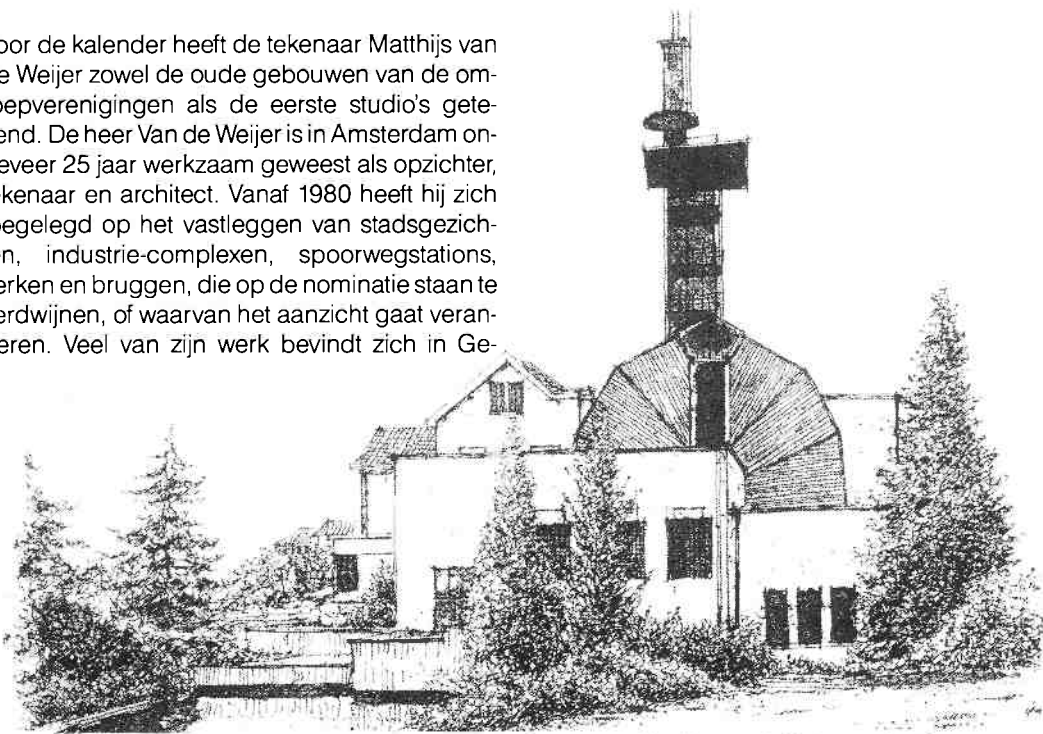 oor de kalender heeft de tekenaar Matthijs van
e Weijer zowel de oude gebouwen van de om-
oepverenigingen als de eerste studio's gete-
end. De heer Van de Weijer is in Amsterdam on-
eveer 25 jaar werkzaam geweest als opzichter,
ekenaar en architect. Vanaf 1980 heeft hij zich
oegelegd op het vastleggen van stadsgezich-
en, industrie-complexen, spoorwegstations,
erken en bruggen, die op de nominatie staan te
erdwijnen, of waarvan het aanzicht gaat veran-
eren. Veel van zijn werk bevindt zich in Ge-